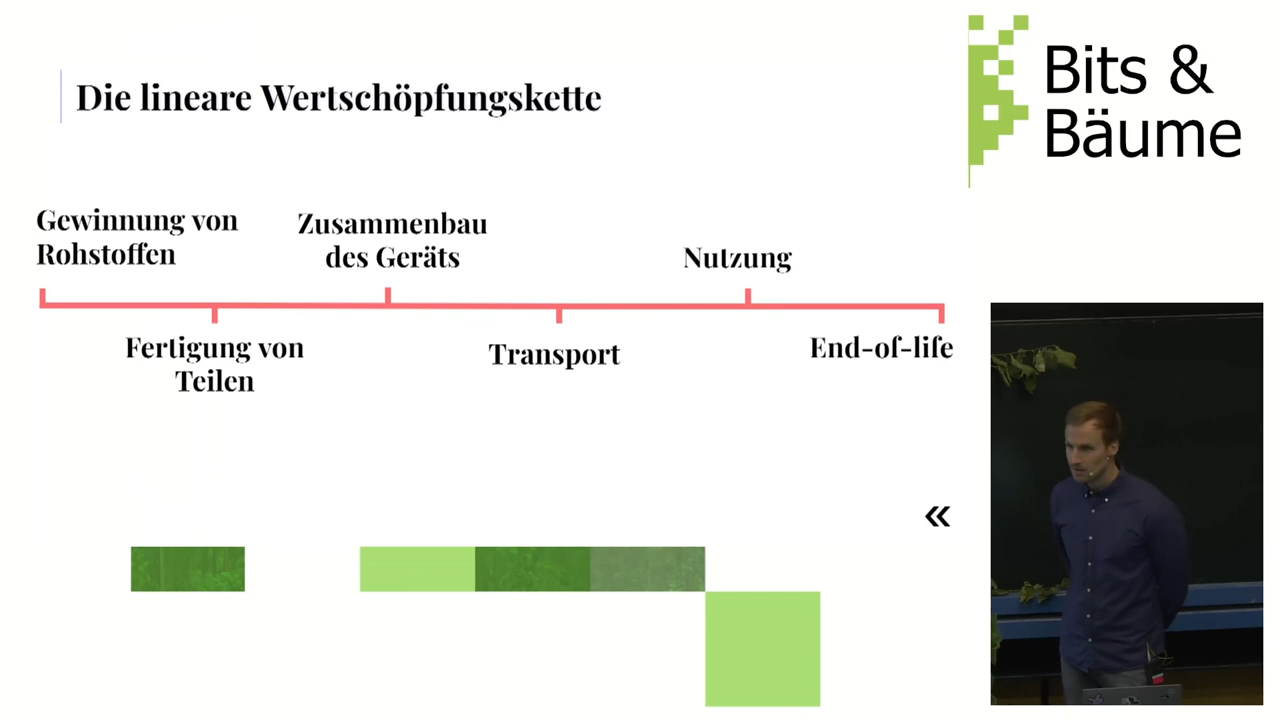 Die lineare Wertschöpfungskette
Bits &
Bäume
Gewinnung von
Rohstoffen
Zusammenbau
des Geräts
Nutzung
Fertigung von
Teilen
Transport
End-of-life
«